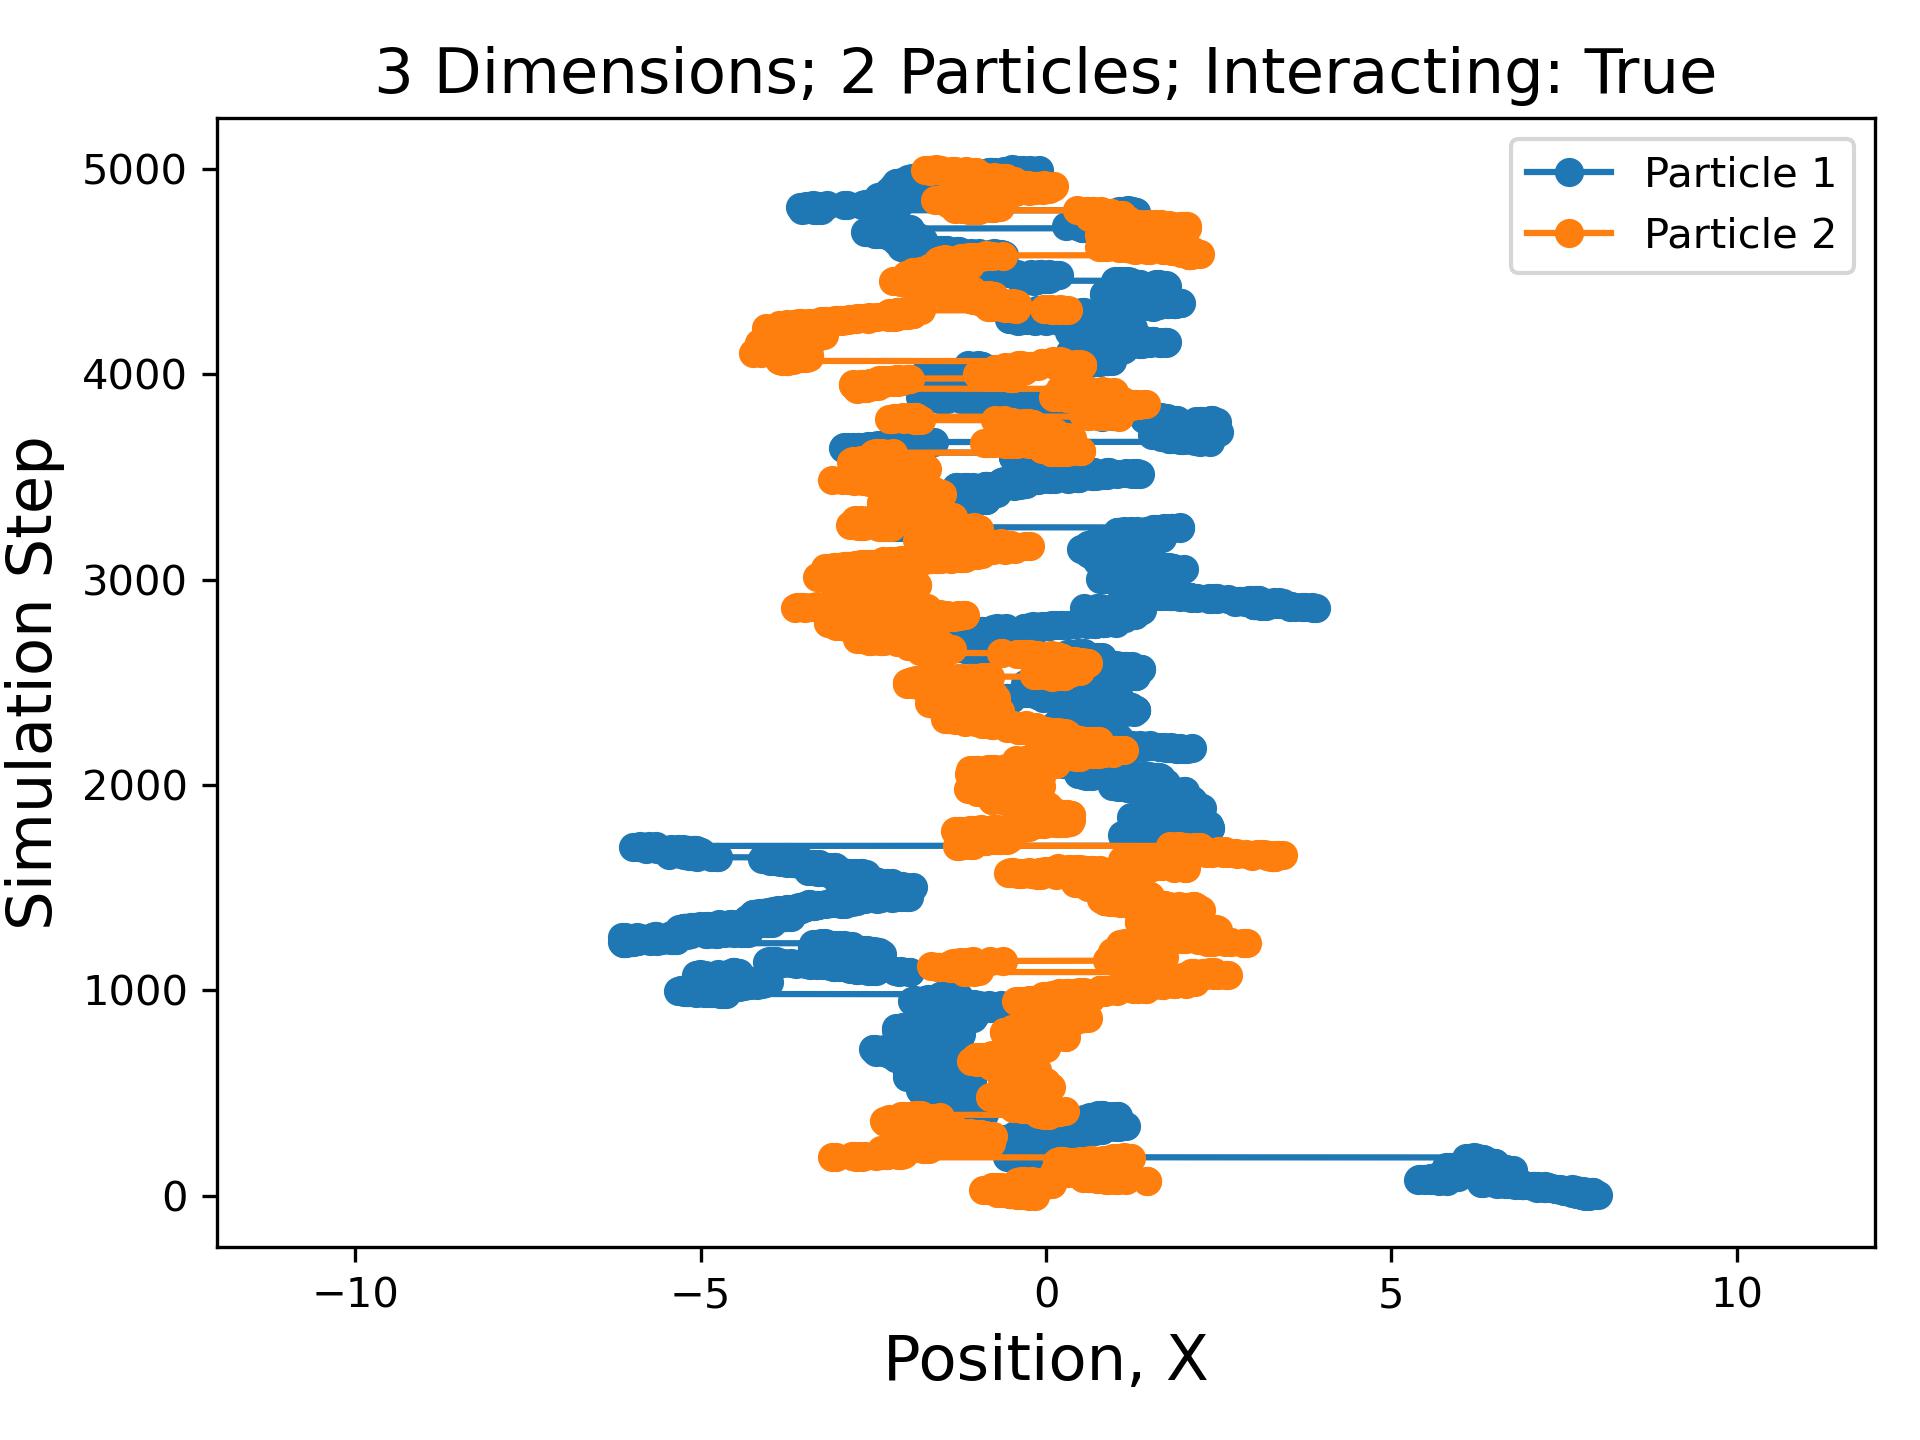 3 Dimensions; 2 Particles; Interacting: True
Particle 1
Particle 2
Simulation Step
5000
4000
3000
2000
1000
0
−10
−5
0
5
10
Position, X